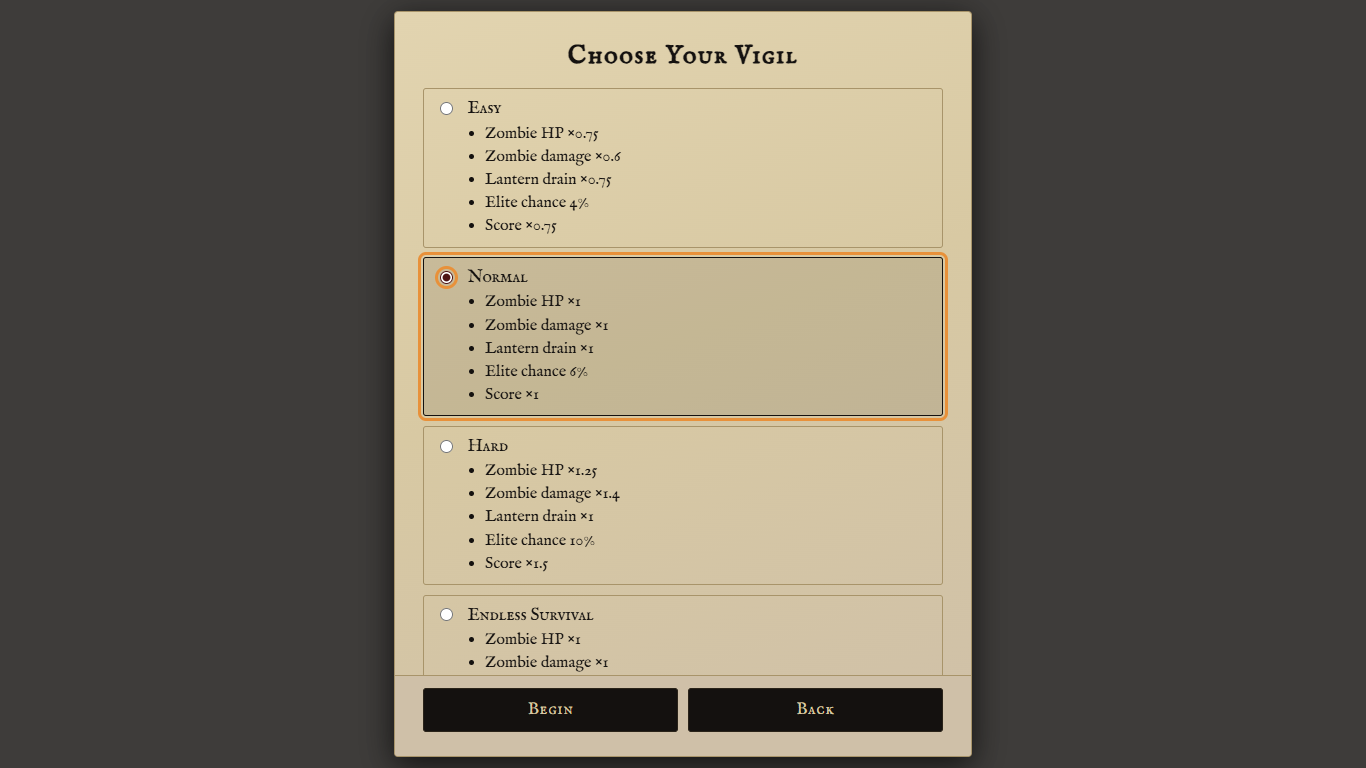 Choose Your Vigil
Easy
Zombie HP ×0.75
Zombie damage ×0.6
Lantern drain ×0.75
Elite chance 4%
Score ×0.75
Normal
Zombie HP ×1
Zombie damage ×1
Lantern drain ×1
Elite chance 6%
Score ×1
Hard
Zombie HP ×1.25
Zombie damage ×1.4
Lantern drain ×1
Elite chance 10%
Score ×1.5
Endless Survival
Zombie HP ×1
Zombie damage ×1
Begin
Back